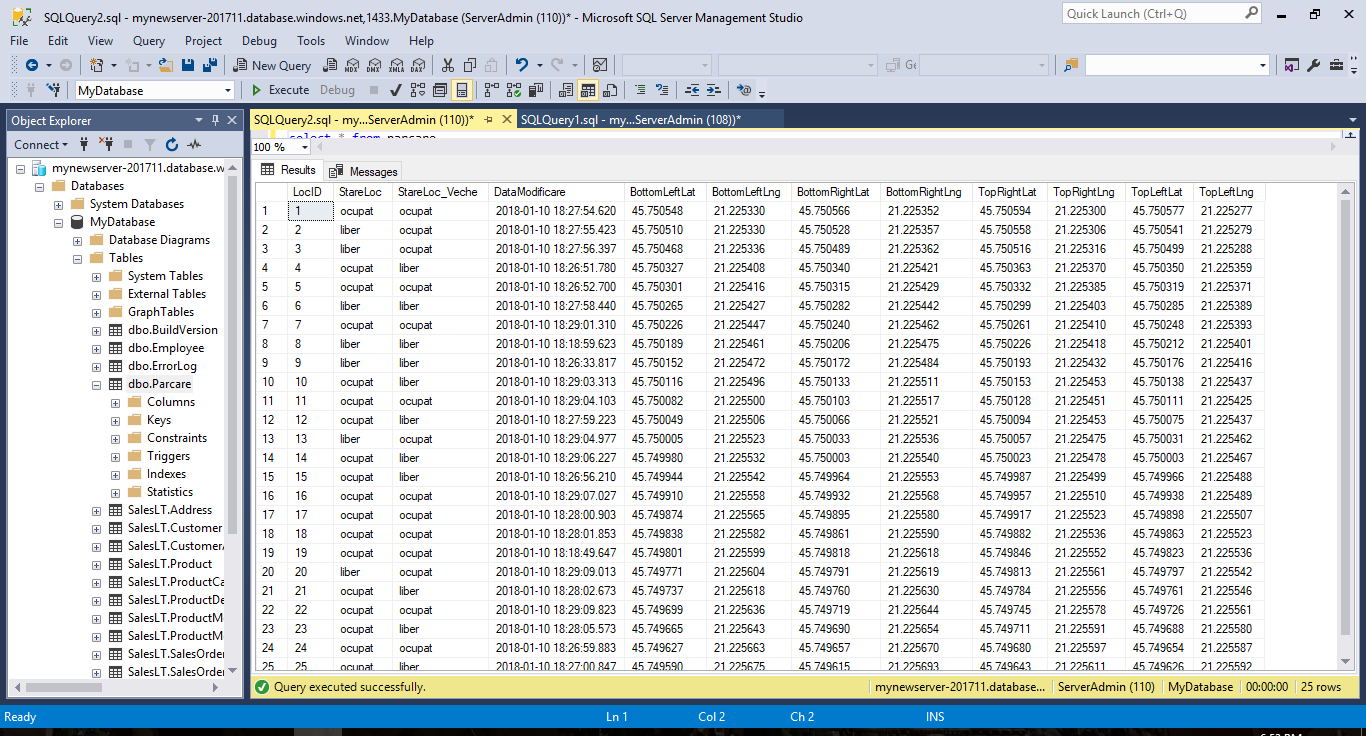 SQLQuery2.sql - mynewserver-201711.database.windows.net,1433.MyDatabase (ServerAdmin (110))* - Microsoft SQL Server Management Studio
Quick Launch (Ctrl+Q)
File Edit View Query Project Debug Tools Window Help
New Query MDX DMX XMLA DAX
MyDatabase Execute Debug
Object Explorer
Connect
mynewserver-201711.database.w
Databases
System Databases
MyDatabase
Database Diagrams
Tables
System Tables
External Tables
GraphTables
dbo.BuildVersion
dbo.Employee
dbo.ErrorLog
dbo.Parcare
Columns
Keys
Constraints
Triggers
Indexes
Statistics
SalesLT.Address
SalesLT.Customer
SalesLT.CustomerA
SalesLT.Product
SalesLT.ProductCa
SalesLT.ProductDe
SalesLT.ProductM
SalesLT.ProductM
SalesLT.SalesOrder
SalesLT.SalesOrder
SQLQuery2.sql - my...ServerAdmin (110))* SQLQuery1.sql - my...ServerAdmin (108))*
select * from parcare
100 %
Results Messages
LocID StareLoc StareLoc_Veche DataModificare BottomLeftLat BottomLeftLng BottomRightLat BottomRightLng TopRightLat TopRightLng TopLeftLat TopLeftLng
1 1 ocupat ocupat 2018-01-10 18:27:54.620 45.750548 21.225330 45.750566 21.225352 45.750594 21.225300 45.750577 21.225277
2 2 liber ocupat 2018-01-10 18:27:55.423 45.750510 21.225330 45.750528 21.225357 45.750558 21.225306 45.750541 21.225279
3 3 liber ocupat 2018-01-10 18:27:56.397 45.750468 21.225336 45.750489 21.225362 45.750516 21.225316 45.750499 21.225288
4 4 ocupat liber 2018-01-10 18:26:51.780 45.750327 21.225408 45.750340 21.225421 45.750363 21.225370 45.750350 21.225359
5 5 ocupat ocupat 2018-01-10 18:26:52.700 45.750301 21.225416 45.750315 21.225429 45.750332 21.225385 45.750319 21.225371
6 6 liber liber 2018-01-10 18:27:58.440 45.750265 21.225427 45.750282 21.225442 45.750299 21.225403 45.750285 21.225389
7 7 ocupat ocupat 2018-01-10 18:29:01.310 45.750226 21.225447 45.750240 21.225462 45.750261 21.225410 45.750248 21.225393
8 8 liber liber 2018-01-10 18:18:59.623 45.750189 21.225461 45.750206 21.225475 45.750226 21.225418 45.750212 21.225401
9 9 liber liber 2018-01-10 18:26:33.817 45.750152 21.225472 45.750172 21.225484 45.750193 21.225432 45.750176 21.225416
10 10 ocupat liber 2018-01-10 18:29:03.313 45.750116 21.225496 45.750133 21.225511 45.750153 21.225453 45.750138 21.225437
11 11 ocupat ocupat 2018-01-10 18:29:04.103 45.750082 21.225500 45.750103 21.225517 45.750128 21.225451 45.750111 21.225425
12 12 ocupat liber 2018-01-10 18:27:59.223 45.750049 21.225506 45.750066 21.225521 45.750094 21.225453 45.750075 21.225437
13 13 liber ocupat 2018-01-10 18:29:04.977 45.750005 21.225523 45.750033 21.225536 45.750057 21.225475 45.750031 21.225462
14 14 ocupat liber 2018-01-10 18:29:06.227 45.749980 21.225532 45.750003 21.225540 45.750023 21.225478 45.750003 21.225467
15 15 ocupat liber 2018-01-10 18:26:56.210 45.749944 21.225542 45.749964 21.225553 45.749987 21.225499 45.749966 21.225488
16 16 ocupat ocupat 2018-01-10 18:29:07.027 45.749910 21.225558 45.749932 21.225568 45.749957 21.225510 45.749938 21.225489
17 17 ocupat ocupat 2018-01-10 18:28:00.903 45.749874 21.225565 45.749895 21.225580 45.749917 21.225523 45.749898 21.225507
18 18 ocupat ocupat 2018-01-10 18:28:01.853 45.749838 21.225582 45.749861 21.225590 45.749882 21.225536 45.749863 21.225523
19 19 ocupat ocupat 2018-01-10 18:18:49.647 45.749801 21.225599 45.749818 21.225618 45.749846 21.225552 45.749823 21.225536
20 20 liber ocupat 2018-01-10 18:29:09.013 45.749771 21.225604 45.749791 21.225619 45.749813 21.225561 45.749797 21.225542
21 21 ocupat liber 2018-01-10 18:28:02.673 45.749737 21.225618 45.749760 21.225630 45.749784 21.225556 45.749761 21.225546
22 22 ocupat ocupat 2018-01-10 18:29:09.823 45.749699 21.225636 45.749719 21.225644 45.749745 21.225578 45.749726 21.225561
23 23 ocupat liber 2018-01-10 18:28:05.573 45.749665 21.225643 45.749690 21.225654 45.749711 21.225591 45.749688 21.225580
24 24 ocupat ocupat 2018-01-10 18:26:59.883 45.749627 21.225663 45.749657 21.225670 45.749680 21.225597 45.749654 21.225587
25 25 ocupat liber 2018-01-10 18:27:00.847 45.749590 21.225675 45.749615 21.225693 45.749643 21.225611 45.749626 21.225592
Query executed successfully. mynewserver-201711.database... ServerAdmin (110) MyDatabase 00:00:00 25 rows
Ready Ln 1 Col 2 Ch 2 INS